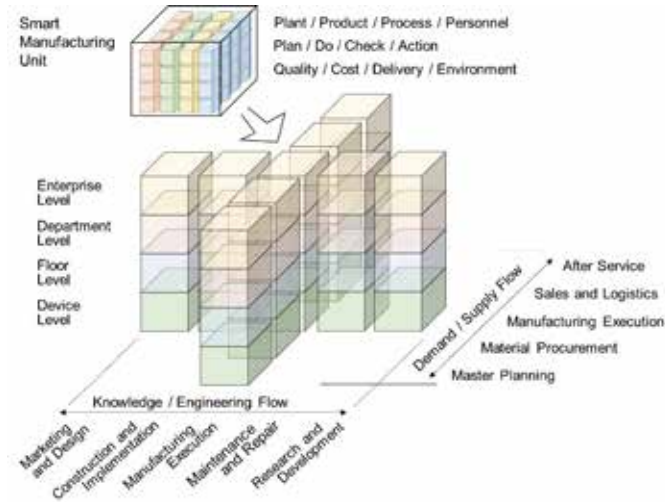 Smart
Manufacturing
Unit
Plant / Product / Process / Personnel
Plan / Do / Check / Action
Quality / Cost / Delivery / Environment
Enterprise
Level
Department
Level
Floor
Level
Device
Level
After Service
Sales and Logistics
Manufacturing Execution
Material Procurement
Master Planning
Demand / Supply Flow
Knowledge / Engineering Flow
Marketing
and Design
Construction and
Implementation
Manufacturing
Execution
Maintenance
and Repair
Research and
Development